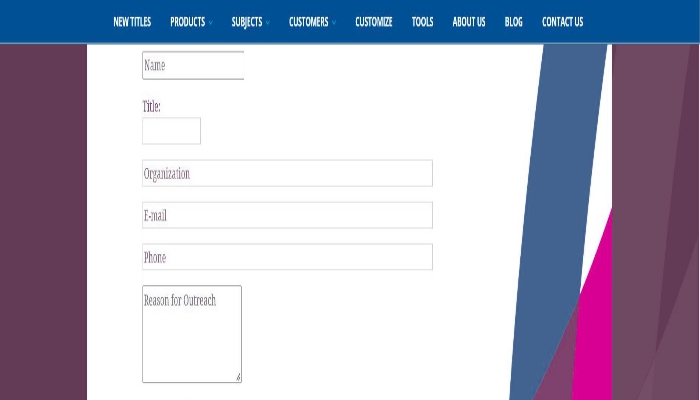 NEW TITLES PRODUCTS SUBJECTS CUSTOMERS CUSTOMIZE TOOLS ABOUT US BLOG CONTACT US
Name
Title:
Organization
E-mail
Phone
Reason for Outreach